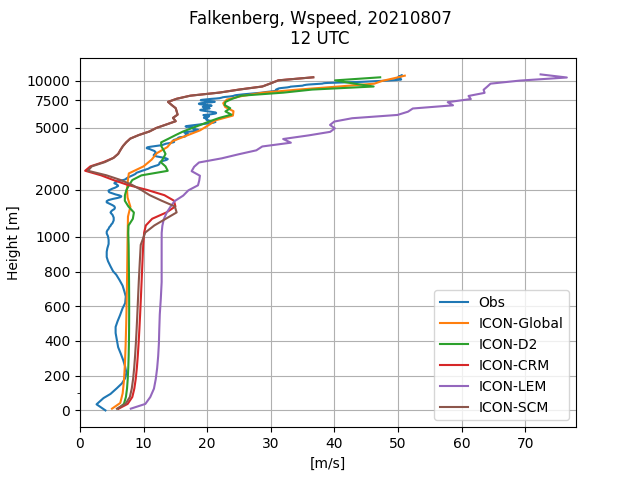 Falkenberg, Wspeed, 20210807
12 UTC
Height [m]
10000
7500
5000
2000
1000
800
600
400
200
0
0 10 20 30 40 50 60 70
[m/s]
Obs
ICON-Global
ICON-D2
ICON-CRM
ICON-LEM
ICON-SCM